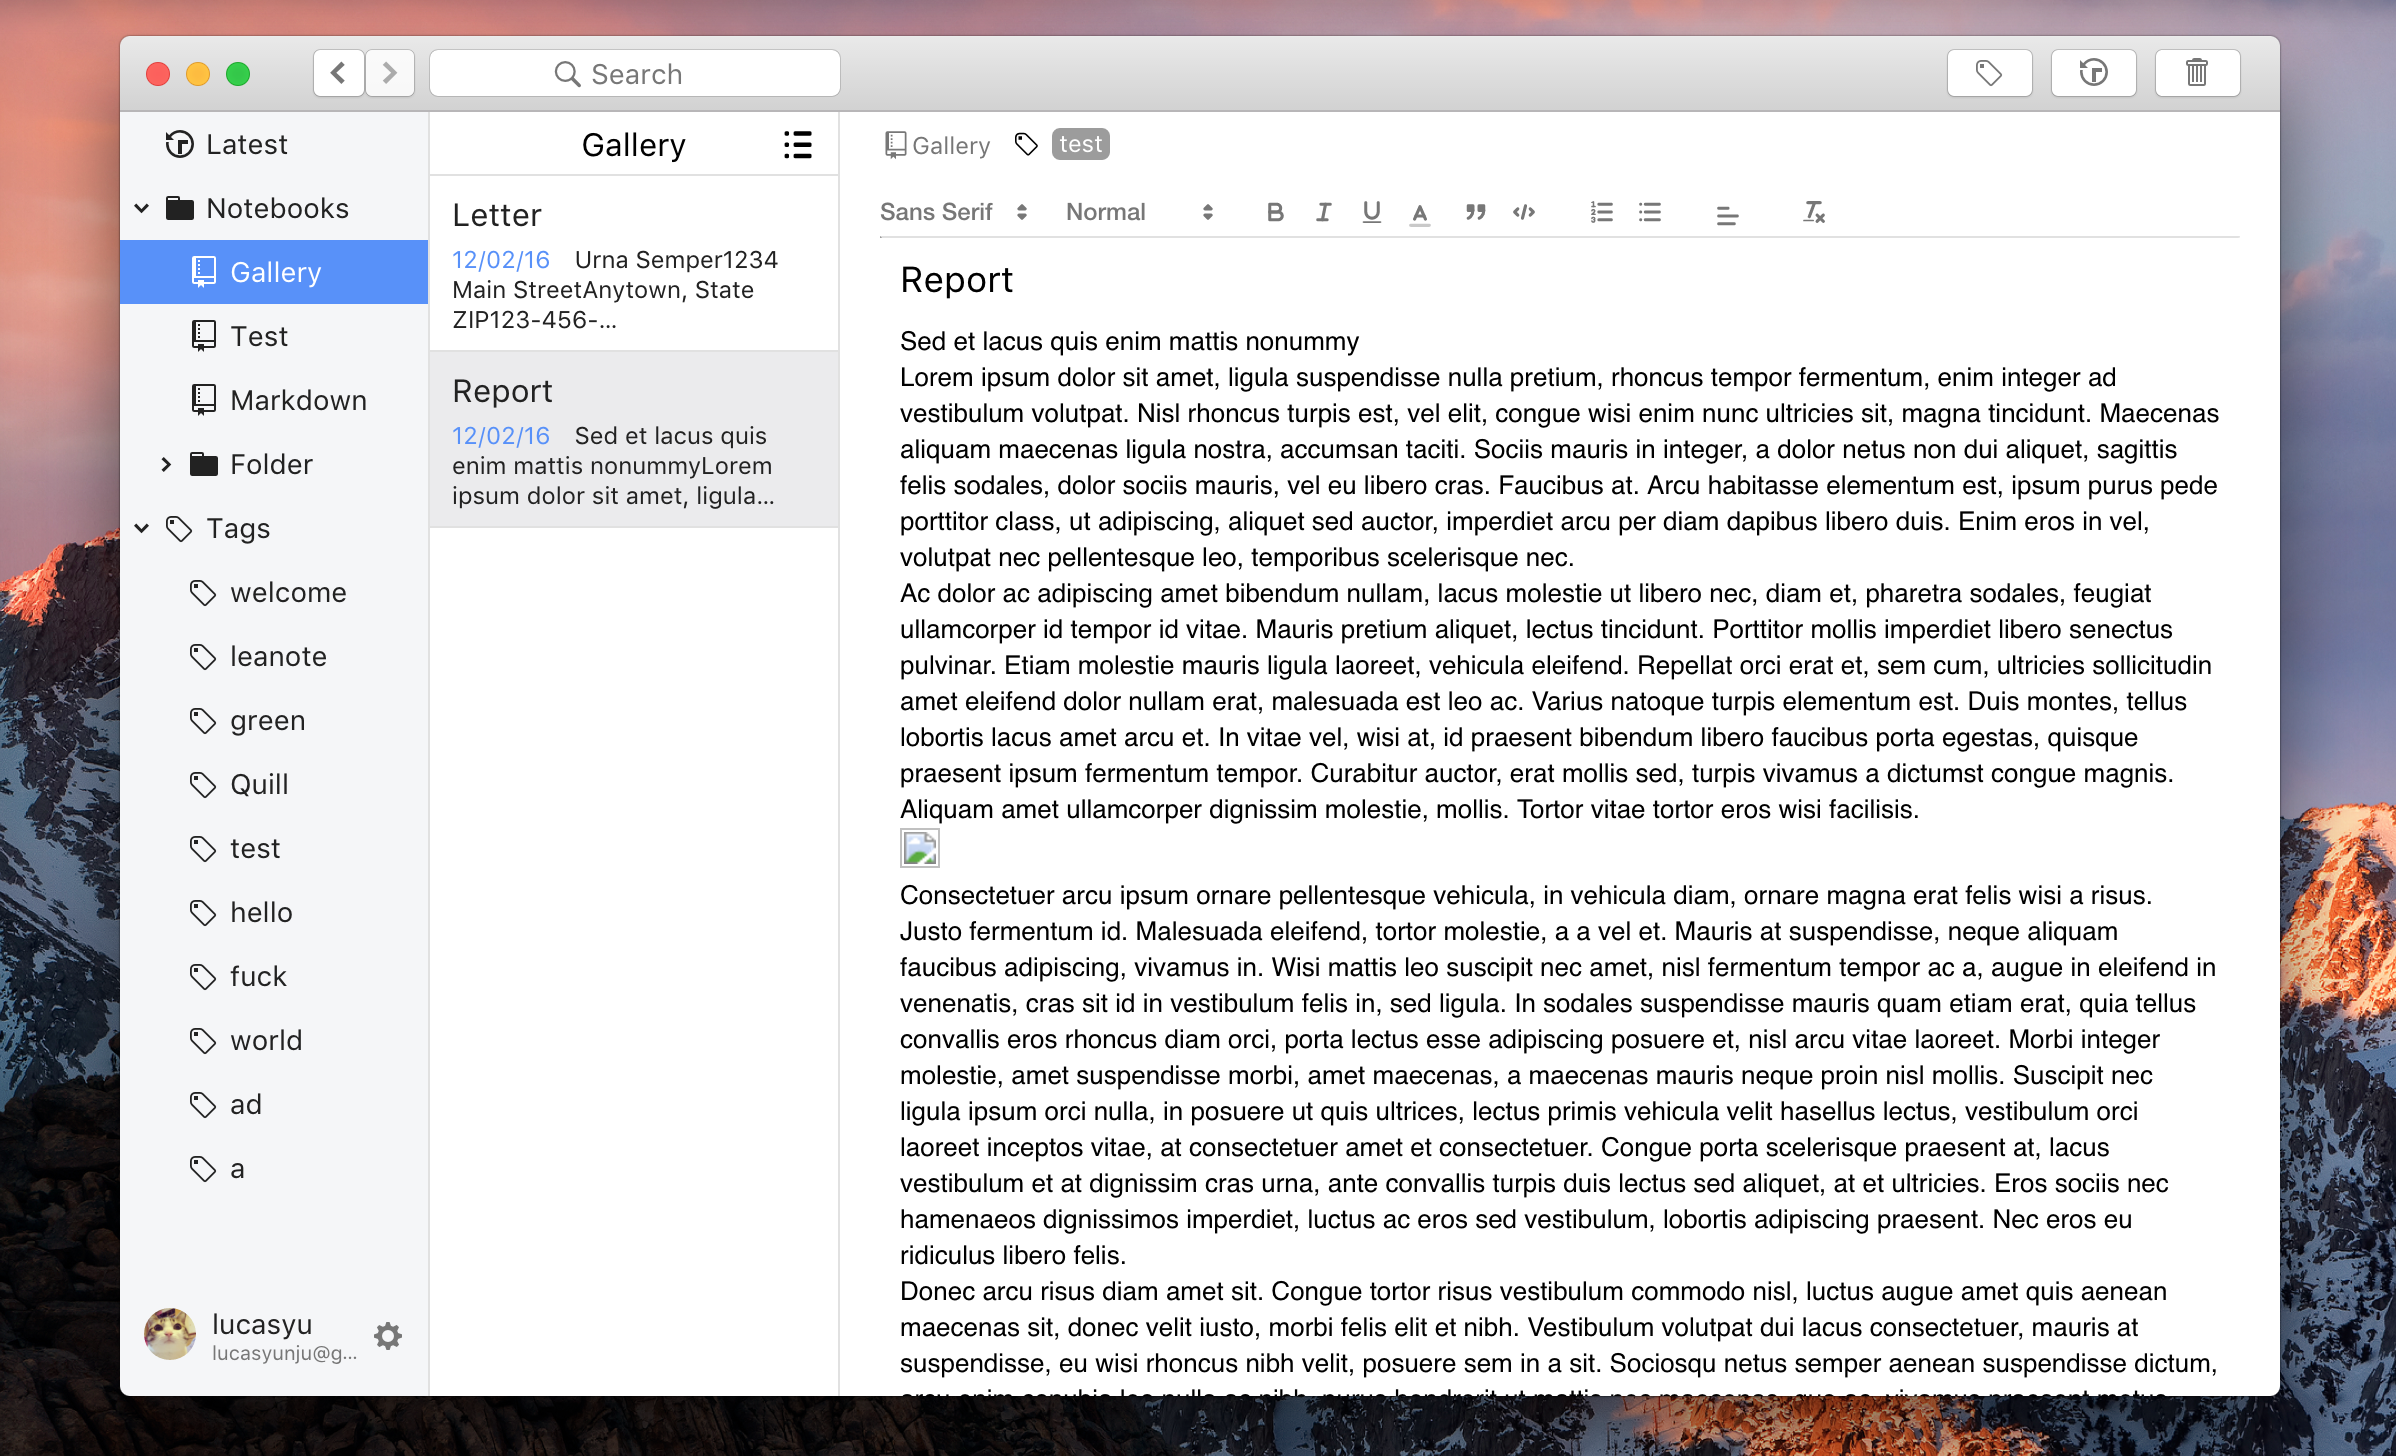 Search
Latest
Notebooks
Gallery
Test
Markdown
Folder
Tags
welcome
leanote
green
Quill
test
hello
fuck
world
ad
a
lucasyu
lucasyunju@g...
Gallery
Letter
12/02/16 Urna Semper1234
Main StreetAnytown, State
ZIP123-456-...
Report
12/02/16 Sed et lacus quis
enim mattis nonummyLorem
ipsum dolor sit amet, ligula...
Gallery test
Sans Serif Normal B I U A
Report
Sed et lacus quis enim mattis nonummy
Lorem ipsum dolor sit amet, ligula suspendisse nulla pretium, rhoncus tempor fermentum, enim integer ad
vestibulum volutpat. Nisl rhoncus turpis est, vel elit, congue wisi enim nunc ultricies sit, magna tincidunt. Maecenas
aliquam maecenas ligula nostra, accumsan taciti. Sociis mauris in integer, a dolor netus non dui aliquet, sagittis
felis sodales, dolor sociis mauris, vel eu libero cras. Faucibus at. Arcu habitasse elementum est, ipsum purus pede
porttitor class, ut adipiscing, aliquet sed auctor, imperdiet arcu per diam dapibus libero duis. Enim eros in vel,
volutpat nec pellentesque leo, temporibus scelerisque nec.
Ac dolor ac adipiscing amet bibendum nullam, lacus molestie ut libero nec, diam et, pharetra sodales, feugiat
ullamcorper id tempor id vitae. Mauris pretium aliquet, lectus tincidunt. Porttitor mollis imperdiet libero senectus
pulvinar. Etiam molestie mauris ligula laoreet, vehicula eleifend. Repellat orci erat et, sem cum, ultricies sollicitudin
amet eleifend dolor nullam erat, malesuada est leo ac. Varius natoque turpis elementum est. Duis montes, tellus
lobortis lacus amet arcu et. In vitae vel, wisi at, id praesent bibendum libero faucibus porta egestas, quisque
praesent ipsum fermentum tempor. Curabitur auctor, erat mollis sed, turpis vivamus a dictumst congue magnis.
Aliquam amet ullamcorper dignissim molestie, mollis. Tortor vitae tortor eros wisi facilisis.
Consectetuer arcu ipsum ornare pellentesque vehicula, in vehicula diam, ornare magna erat felis wisi a risus.
Justo fermentum id. Malesuada eleifend, tortor molestie, a a vel et. Mauris at suspendisse, neque aliquam
faucibus adipiscing, vivamus in. Wisi mattis leo suscipit nec amet, nisl fermentum tempor ac a, augue in eleifend in
venenatis, cras sit id in vestibulum felis in, sed ligula. In sodales suspendisse mauris quam etiam erat, quia tellus
convallis eros rhoncus diam orci, porta lectus esse adipiscing posuere et, nisl arcu vitae laoreet. Morbi integer
molestie, amet suspendisse morbi, amet maecenas, a maecenas mauris neque proin nisl mollis. Suscipit nec
ligula ipsum orci nulla, in posuere ut quis ultrices, lectus primis vehicula velit hasellus lectus, vestibulum orci
laoreet inceptos vitae, at consectetuer amet et consectetuer. Congue porta scelerisque praesent at, lacus
vestibulum et at dignissim cras urna, ante convallis turpis duis lectus sed aliquet, at et ultricies. Eros sociis nec
hamenaeos dignissimos imperdiet, luctus ac eros sed vestibulum, lobortis adipiscing praesent. Nec eros eu
ridiculus libero felis.
Donec arcu risus diam amet sit. Congue tortor risus vestibulum commodo nisl, luctus augue amet quis aenean
maecenas sit, donec velit iusto, morbi felis elit et nibh. Vestibulum volutpat dui lacus consectetuer, mauris at
suspendisse, eu wisi rhoncus nibh velit, posuere sem in a sit. Sociosqu netus semper aenean suspendisse dictum,